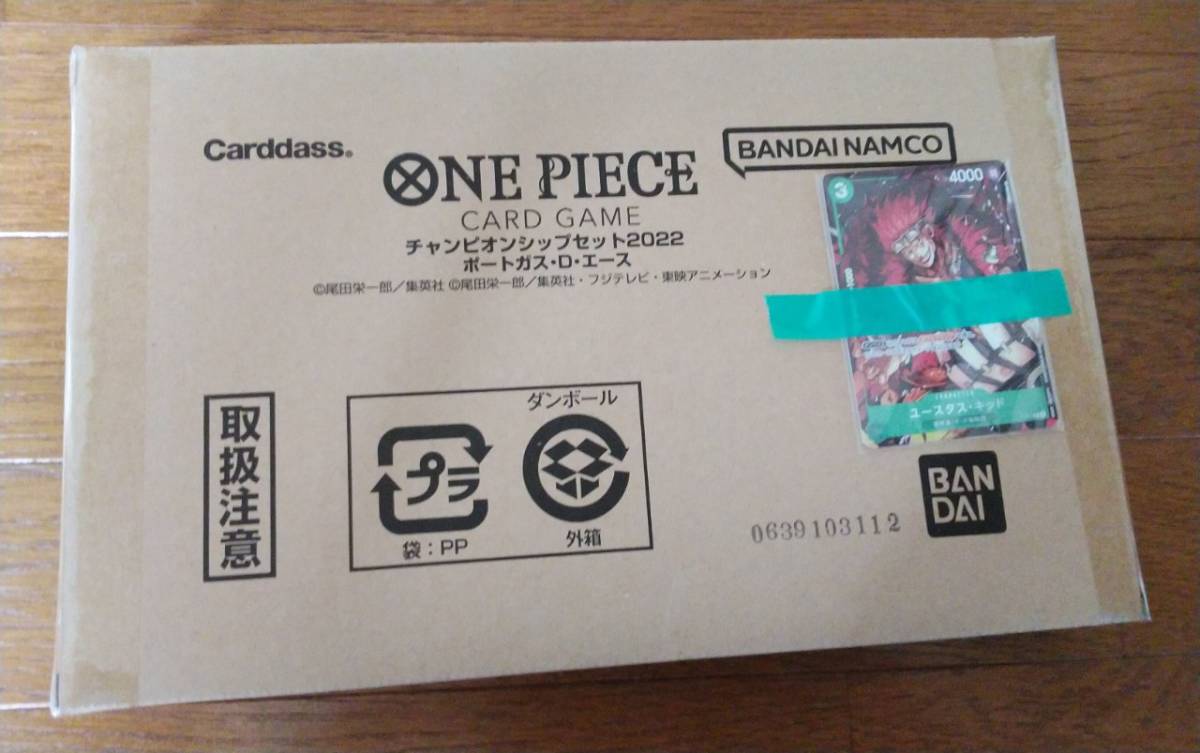 Carddass®
ONE PIECE
CARD GAME
チャンピオンシップセット2022
ポートガス・D・エース
©尾田栄一郎／集英社 ©尾田栄一郎／集英社・フジテレビ・東映アニメーション
BANDAI NAMCO
3
4000
CHARACTER
ユースタス・キッド
取扱注意
プラ
袋：PP
ダンボール
外箱
0639103112
BAN
DAI